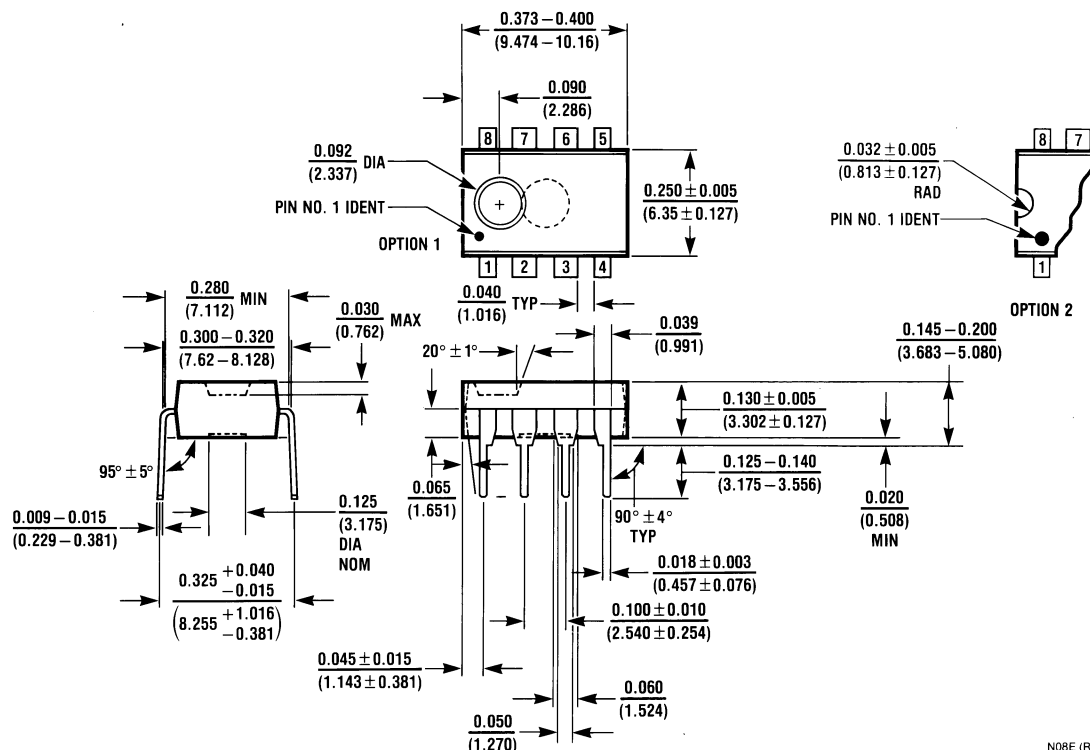 0.373 – 0.400
(9.474 – 10.16)
0.090
(2.286)
8 7 6 5
0.092
(2.337) DIA
PIN NO. 1 IDENT
OPTION 1
0.250 ± 0.005
(6.35 ± 0.127)
1 2 3 4
8 7
0.032 ± 0.005
(0.813 ± 0.127)
RAD
PIN NO. 1 IDENT
1
OPTION 2
0.280
(7.112) MIN
0.300 – 0.320
(7.62 – 8.128)
0.030
(0.762) MAX
0.040
(1.016) TYP
20° ± 1°
0.039
(0.991)
0.145 – 0.200
(3.683 – 5.080)
0.130 ± 0.005
(3.302 ± 0.127)
95° ± 5°
0.065
(1.651)
0.125 – 0.140
(3.175 – 3.556)
90° ± 4°
TYP
0.020
(0.508)
MIN
0.009 – 0.015
(0.229 – 0.381)
0.125
(3.175)
DIA
NOM
0.018 ± 0.003
(0.457 ± 0.076)
0.325 +0.040
–0.015
(8.255 +1.016
–0.381)
0.100 ± 0.010
(2.540 ± 0.254)
0.045 ± 0.015
(1.143 ± 0.381)
0.060
(1.524)
0.050
(1.270)